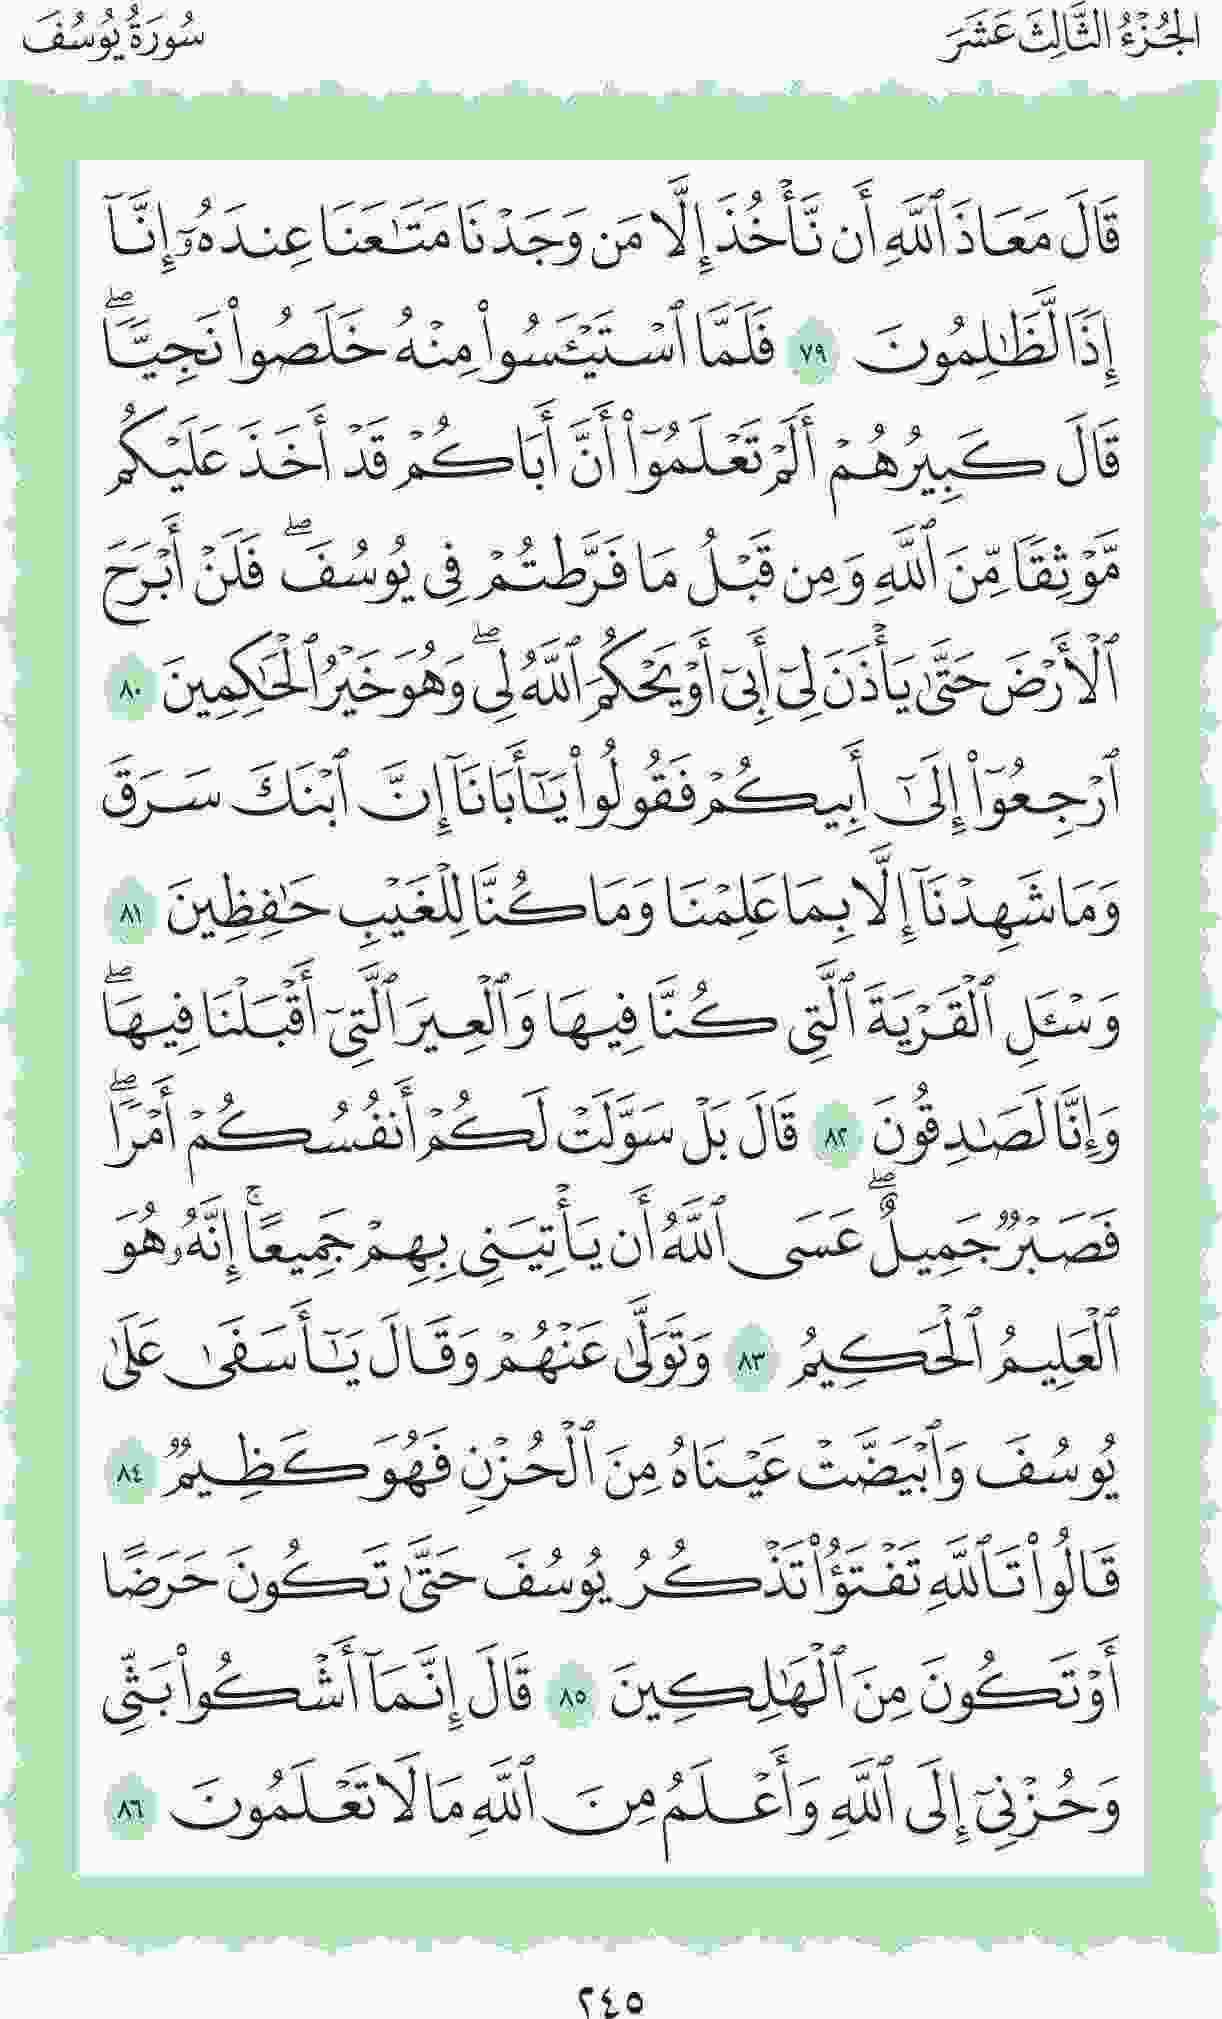 الجُزْءُ الثَّالِثَ عَشَرَ
سُورَةُ يُوسُفَ
قَالَ مَعَاذَ ٱللَّهِ أَن نَّأْخُذَ إِلَّا مَن وَجَدْنَا مَتَٰعَنَا عِندَهُۥٓ إِنَّآ
إِذًا لَّظَٰلِمُونَ ٧٩ فَلَمَّا ٱسْتَيْـَٔسُوا۟ مِنْهُ خَلَصُوا۟ نَجِيًّاۖ
قَالَ كَبِيرُهُمْ أَلَمْ تَعْلَمُوٓا۟ أَنَّ أَبَاكُمْ قَدْ أَخَذَ عَلَيْكُم
مَّوْثِقًا مِّنَ ٱللَّهِ وَمِن قَبْلُ مَا فَرَّطتُمْ فِى يُوسُفَۖ فَلَنْ أَبْرَحَ
ٱلْأَرْضَ حَتَّىٰ يَأْذَنَ لِىٓ أَبِىٓ أَوْ يَحْكُمَ ٱللَّهُ لِىۖ وَهُوَ خَيْرُ ٱلْحَٰكِمِينَ ٨٠
ٱرْجِعُوٓا۟ إِلَىٰٓ أَبِيكُمْ فَقُولُوا۟ يَٰٓأَبَانَآ إِنَّ ٱبْنَكَ سَرَقَ
وَمَا شَهِدْنَآ إِلَّا بِمَا عَلِمْنَا وَمَا كُنَّا لِلْغَيْبِ حَٰفِظِينَ ٨١
وَسْـَٔلِ ٱلْقَرْيَةَ ٱلَّتِى كُنَّا فِيهَا وَٱلْعِيرَ ٱلَّتِىٓ أَقْبَلْنَا فِيهَاۖ
وَإِنَّا لَصَٰدِقُونَ ٨٢ قَالَ بَلْ سَوَّلَتْ لَكُمْ أَنفُسُكُمْ أَمْرًاۖ
فَصَبْرٌ جَمِيلٌۖ عَسَى ٱللَّهُ أَن يَأْتِيَنِى بِهِمْ جَمِيعًاۚ إِنَّهُۥ هُوَ
ٱلْعَلِيمُ ٱلْحَكِيمُ ٨٣ وَتَوَلَّىٰ عَنْهُمْ وَقَالَ يَٰٓأَسَفَىٰ عَلَىٰ
يُوسُفَ وَٱبْيَضَّتْ عَيْنَاهُ مِنَ ٱلْحُزْنِ فَهُوَ كَظِيمٌ ٨٤
قَالُوا۟ تَٱللَّهِ تَفْتَؤُا۟ تَذْكُرُ يُوسُفَ حَتَّىٰ تَكُونَ حَرَضًا
أَوْ تَكُونَ مِنَ ٱلْهَٰلِكِينَ ٨٥ قَالَ إِنَّمَآ أَشْكُوا۟ بَثِّى
وَحُزْنِىٓ إِلَى ٱللَّهِ وَأَعْلَمُ مِنَ ٱللَّهِ مَا لَا تَعْلَمُونَ ٨٦
٢٤٥